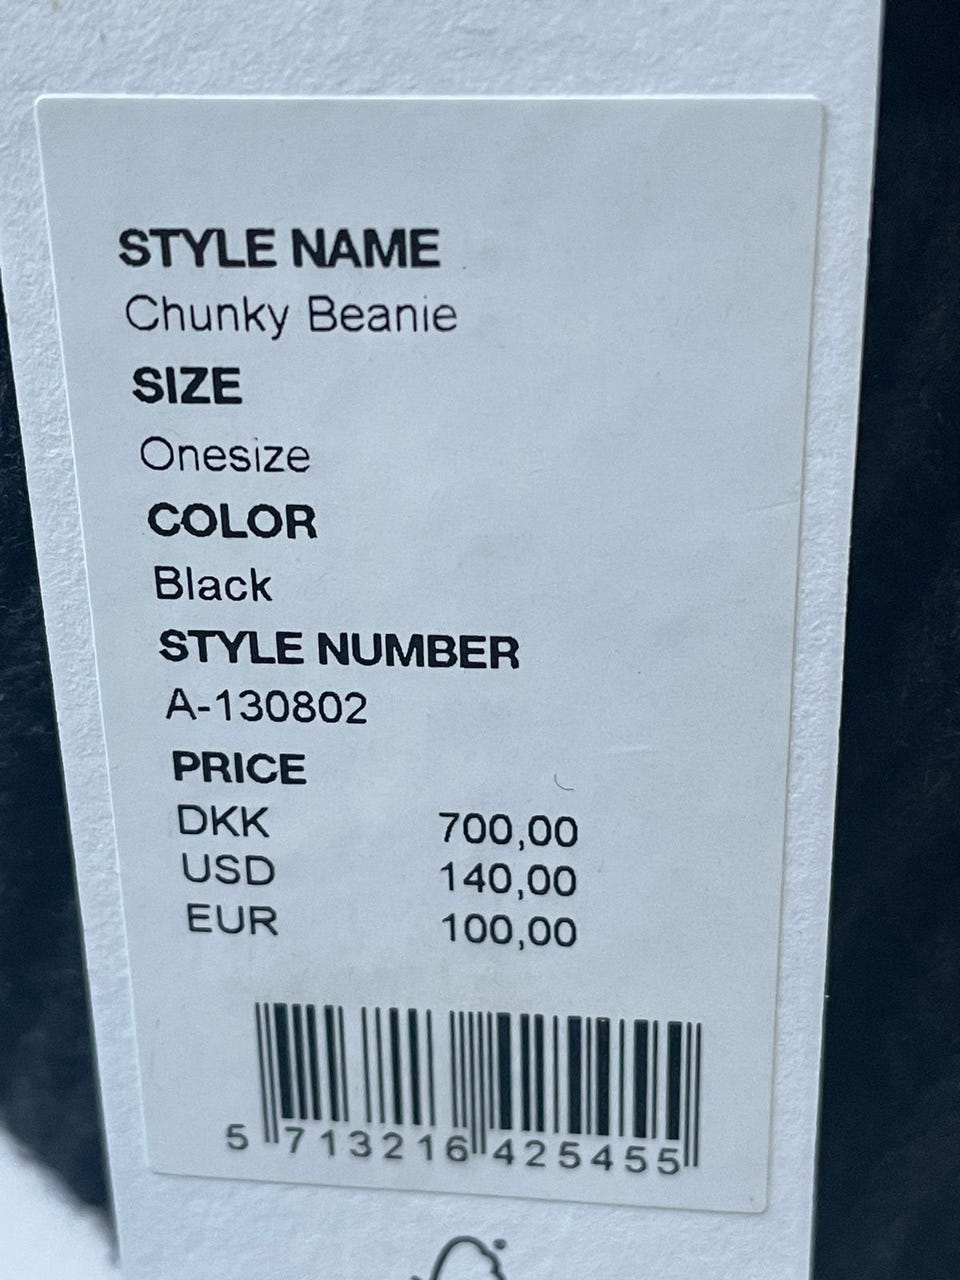 STYLE NAME
Chunky Beanie
SIZE
Onesize
COLOR
Black
STYLE NUMBER
A-130802
PRICE
DKK 700,00
USD 140,00
EUR 100,00
5 713216 425455